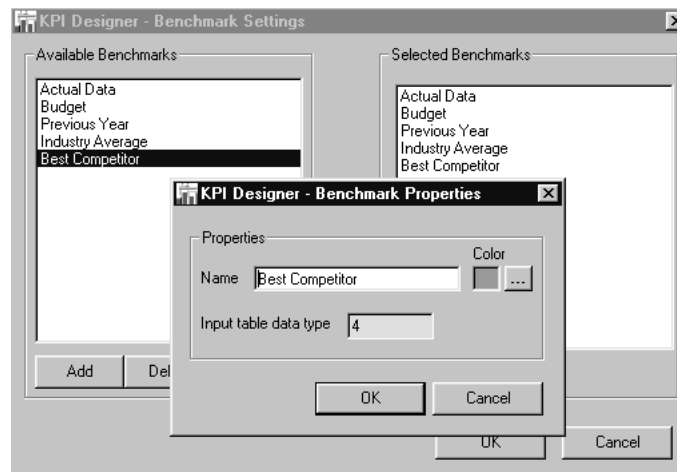 KPI Designer - Benchmark Settings
Available Benchmarks
Actual Data
Budget
Previous Year
Industry Average
Best Competitor
Selected Benchmarks
Actual Data
Budget
Previous Year
Industry Average
Best Competitor
KPI Designer - Benchmark Properties
Properties
Color
Name Best Competitor ...
Input table data type 4
OK Cancel
Add Del
OK Cancel